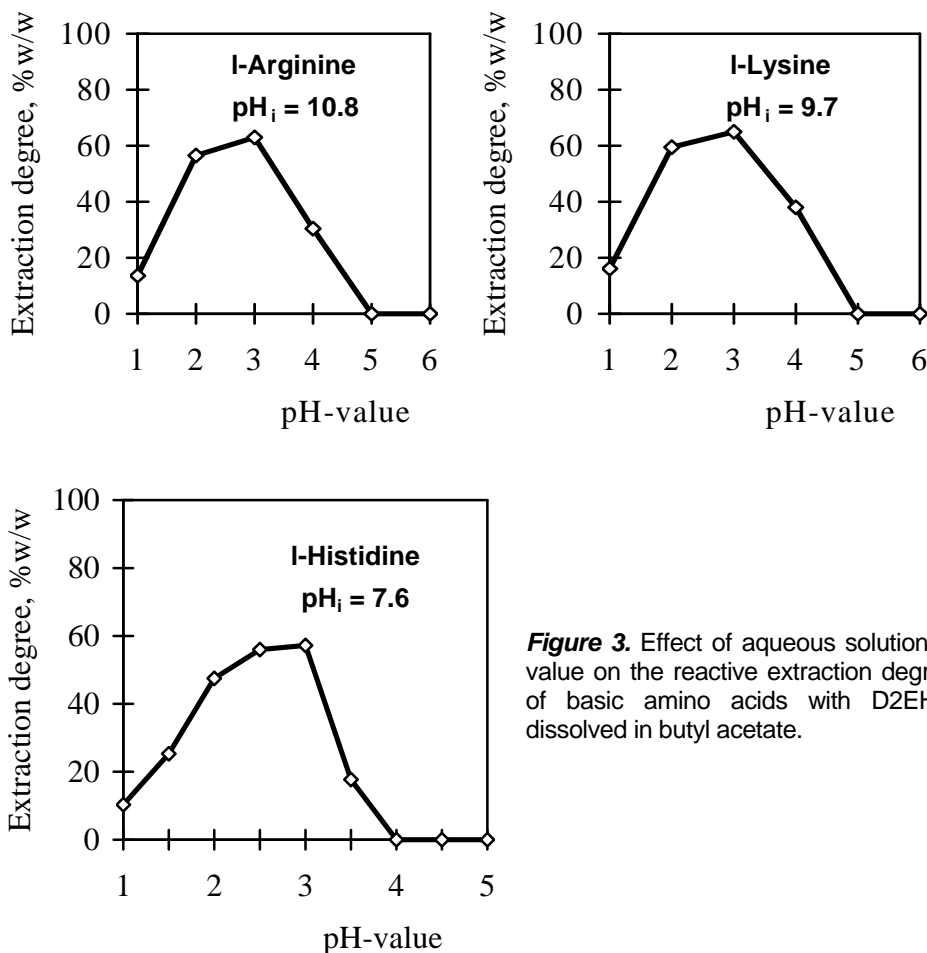 Extraction degree, %w/w
100
80
60
40
20
0
l-Arginine
pH i = 10.8
1 2 3 4 5 6
pH-value
Extraction degree, %w/w
100
80
60
40
20
0
l-Lysine
pH i = 9.7
1 2 3 4 5 6
pH-value
Extraction degree, %w/w
100
80
60
40
20
0
l-Histidine
pHi = 7.6
1 2 3 4 5
pH-value
Figure 3. Effect of aqueous solution
value on the reactive extraction
of basic amino acids with
dissolved in butyl acetate.